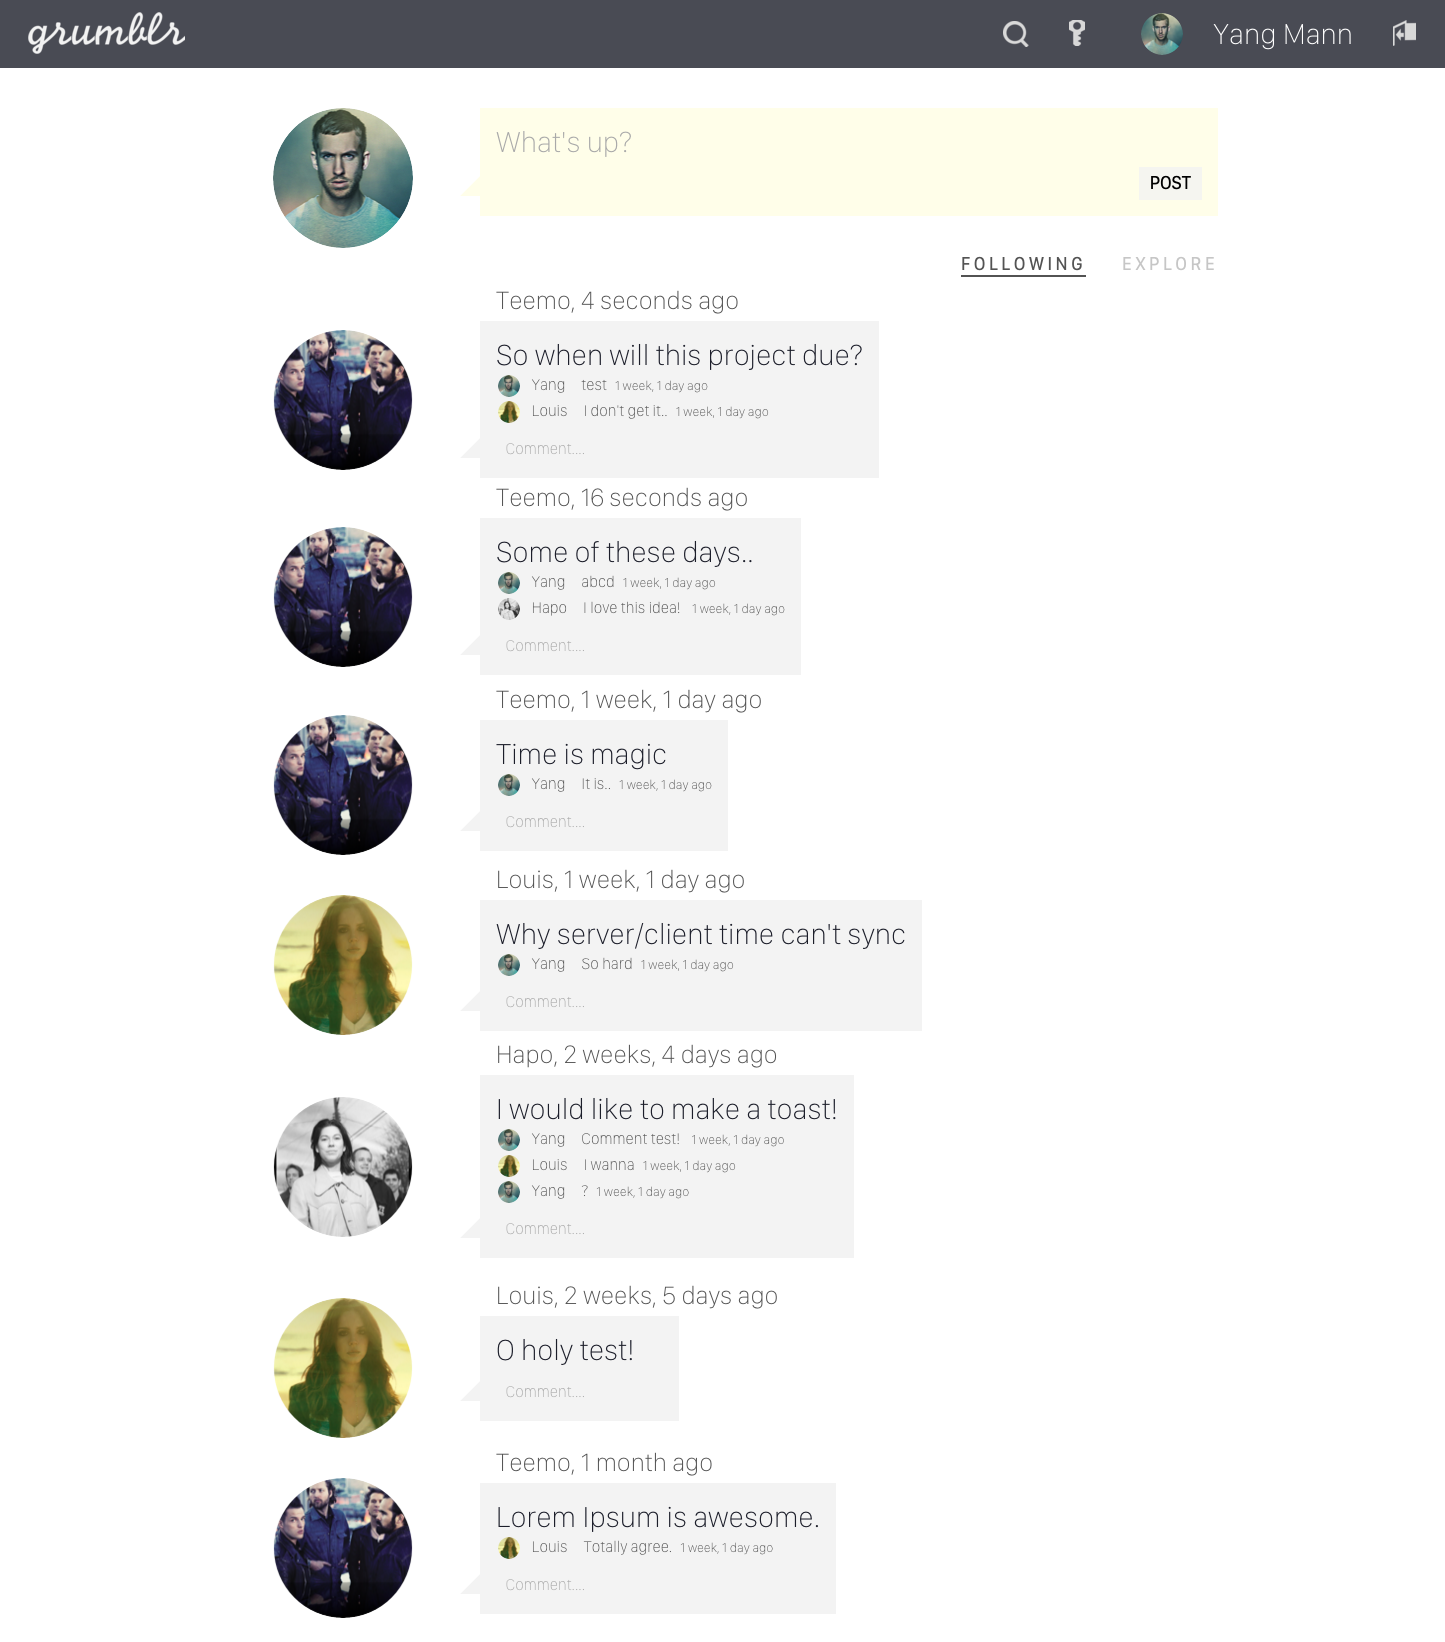 grumblr
Yang Mann
What's up?
POST
FOLLOWING EXPLORE
Teemo, 4 seconds ago
So when will this project due?
Yang test 1 week, 1 day ago
Louis I don't get it.. 1 week, 1 day ago
Comment....
Teemo, 16 seconds ago
Some of these days..
Yang abcd 1 week, 1 day ago
Hapo I love this idea! 1 week, 1 day ago
Comment....
Teemo, 1 week, 1 day ago
Time is magic
Yang It is.. 1 week, 1 day ago
Comment....
Louis, 1 week, 1 day ago
Why server/client time can't sync
Yang So hard 1 week, 1 day ago
Comment....
Hapo, 2 weeks, 4 days ago
I would like to make a toast!
Yang Comment test! 1 week, 1 day ago
Louis I wanna 1 week, 1 day ago
Yang ? 1 week, 1 day ago
Comment....
Louis, 2 weeks, 5 days ago
O holy test!
Comment....
Teemo, 1 month ago
Lorem Ipsum is awesome.
Louis Totally agree. 1 week, 1 day ago
Comment....